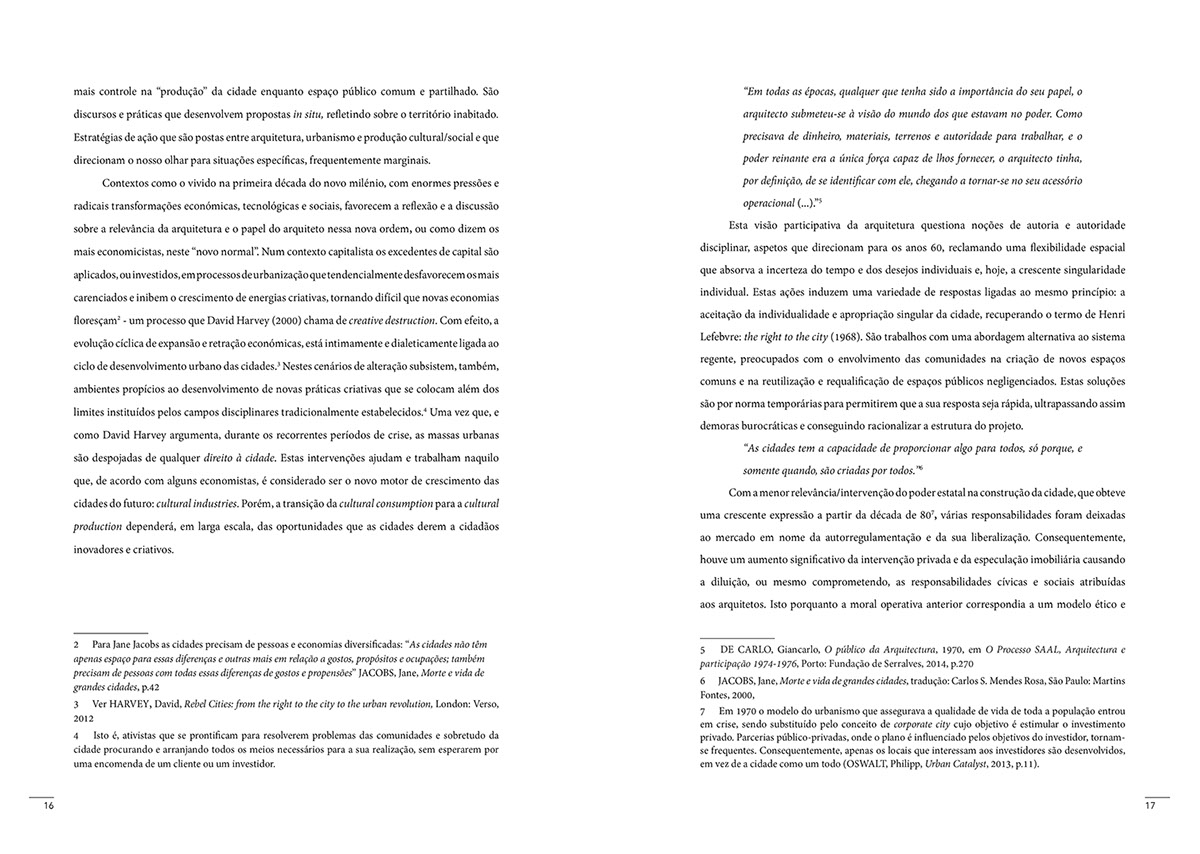 mais controle na “produção” da cidade enquanto espaço público comum e partilhado. São
discursos e práticas que desenvolvem propostas in situ, refletindo sobre o território inabitado.
Estratégias de ação que são postas entre arquitetura, urbanismo e produção cultural/social e que
direcionam o nosso olhar para situações específicas, frequentemente marginais.
Contextos como o vivido na primeira década do novo milénio, com enormes pressões e
radicais transformações económicas, tecnológicas e sociais, favorecem a reflexão e a discussão
sobre a relevância da arquitetura e o papel do arquiteto nessa nova ordem, ou como dizem os
mais economicistas, neste “novo normal”. Num contexto capitalista os excedentes de capital são
aplicados, ou investidos, em processos de urbanização que tendencialmente desfavorecem os mais
carenciados e inibem o crescimento de energias criativas, tornando difícil que novas economias
floresçam² - um processo que David Harvey (2000) chama de creative destruction. Com efeito, a
evolução cíclica de expansão e retração económicas, está intimamente e dialeticamente ligada ao
ciclo de desenvolvimento urbano das cidades.³ Nestes cenários de alteração subsistem, também,
ambientes propícios ao desenvolvimento de novas práticas criativas que se colocam além dos
limites instituídos pelos campos disciplinares tradicionalmente estabelecidos.⁴ Uma vez que, e
como David Harvey argumenta, durante os recorrentes períodos de crise, as massas urbanas
são despojadas de qualquer direito à cidade. Estas intervenções ajudam e trabalham naquilo
que, de acordo com alguns economistas, é considerado ser o novo motor de crescimento das
cidades do futuro: cultural industries. Porém, a transição da cultural consumption para a cultural
production dependerá, em larga escala, das oportunidades que as cidades derem a cidadãos
inovadores e criativos.
2 Para Jane Jacobs as cidades precisam de pessoas e economias diversificadas: “As cidades não têm
apenas espaço para essas diferenças e outras mais em relação a gostos, propósitos e ocupações; também
precisam de pessoas com todas essas diferenças de gostos e propensões” JACOBS, Jane, Morte e vida de
grandes cidades, p.42
3 Ver HARVEY, David, Rebel Cities: from the right to the city to the urban revolution, London: Verso,
2012
4 Isto é, ativistas que se prontificam para resolverem problemas das comunidades e sobretudo da
cidade procurando e arranjando todos os meios necessários para a sua realização, sem esperarem por
uma encomenda de um cliente ou um investidor.
16
“Em todas as épocas, qualquer que tenha sido a importância do seu papel, o
arquitecto submeteu-se à visão do mundo dos que estavam no poder. Como
precisava de dinheiro, materiais, terrenos e autoridade para trabalhar, e o
poder reinante era a única força capaz de lhos fornecer, o arquitecto tinha,
por definição, de se identificar com ele, chegando a tornar-se no seu acessório
operacional (...).”⁵
Esta visão participativa da arquitetura questiona noções de autoria e autoridade
disciplinar, aspetos que direcionam para os anos 60, reclamando uma flexibilidade espacial
que absorva a incerteza do tempo e dos desejos individuais e, hoje, a crescente singularidade
individual. Estas ações induzem uma variedade de respostas ligadas ao mesmo princípio: a
aceitação da individualidade e apropriação singular da cidade, recuperando o termo de Henri
Lefebvre: the right to the city (1968). São trabalhos com uma abordagem alternativa ao sistema
regente, preocupados com o envolvimento das comunidades na criação de novos espaços
comuns e na reutilização e requalificação de espaços públicos negligenciados. Estas soluções
são por norma temporárias para permitirem que a sua resposta seja rápida, ultrapassando assim
demoras burocráticas e conseguindo racionalizar a estrutura do projeto.
“As cidades tem a capacidade de proporcionar algo para todos, só porque, e
somente quando, são criadas por todos.”⁶
Com a menor relevância/intervenção do poder estatal na construção da cidade, que obteve
uma crescente expressão a partir da década de 80⁷, várias responsabilidades foram deixadas
ao mercado em nome da autorregulamentação e da sua liberalização. Consequentemente,
houve um aumento significativo da intervenção privada e da especulação imobiliária causando
a diluição, ou mesmo comprometendo, as responsabilidades cívicas e sociais atribuídas
aos arquitetos. Isto porquanto a moral operativa anterior correspondia a um modelo ético e
5 DE CARLO, Giancarlo, O público da Arquitectura, 1970, em O Processo SAAL, Arquitectura e
participação 1974-1976, Porto: Fundação de Serralves, 2014, p.270
6 JACOBS, Jane, Morte e vida de grandes cidades, tradução: Carlos S. Mendes Rosa, São Paulo: Martins
Fontes, 2000,
7 Em 1970 o modelo do urbanismo que assegurava a qualidade de vida de toda a população entrou
em crise, sendo substituído pelo conceito de corporate city cujo objetivo é estimular o investimento
privado. Parcerias público-privadas, onde o plano é influenciado pelos objetivos do investidor, tornam-
se frequentes. Consequentemente, apenas os locais que interessam aos investidores são desenvolvidos,
em vez de a cidade como um todo (OSWALT, Philipp, Urban Catalyst, 2013, p.11).
17